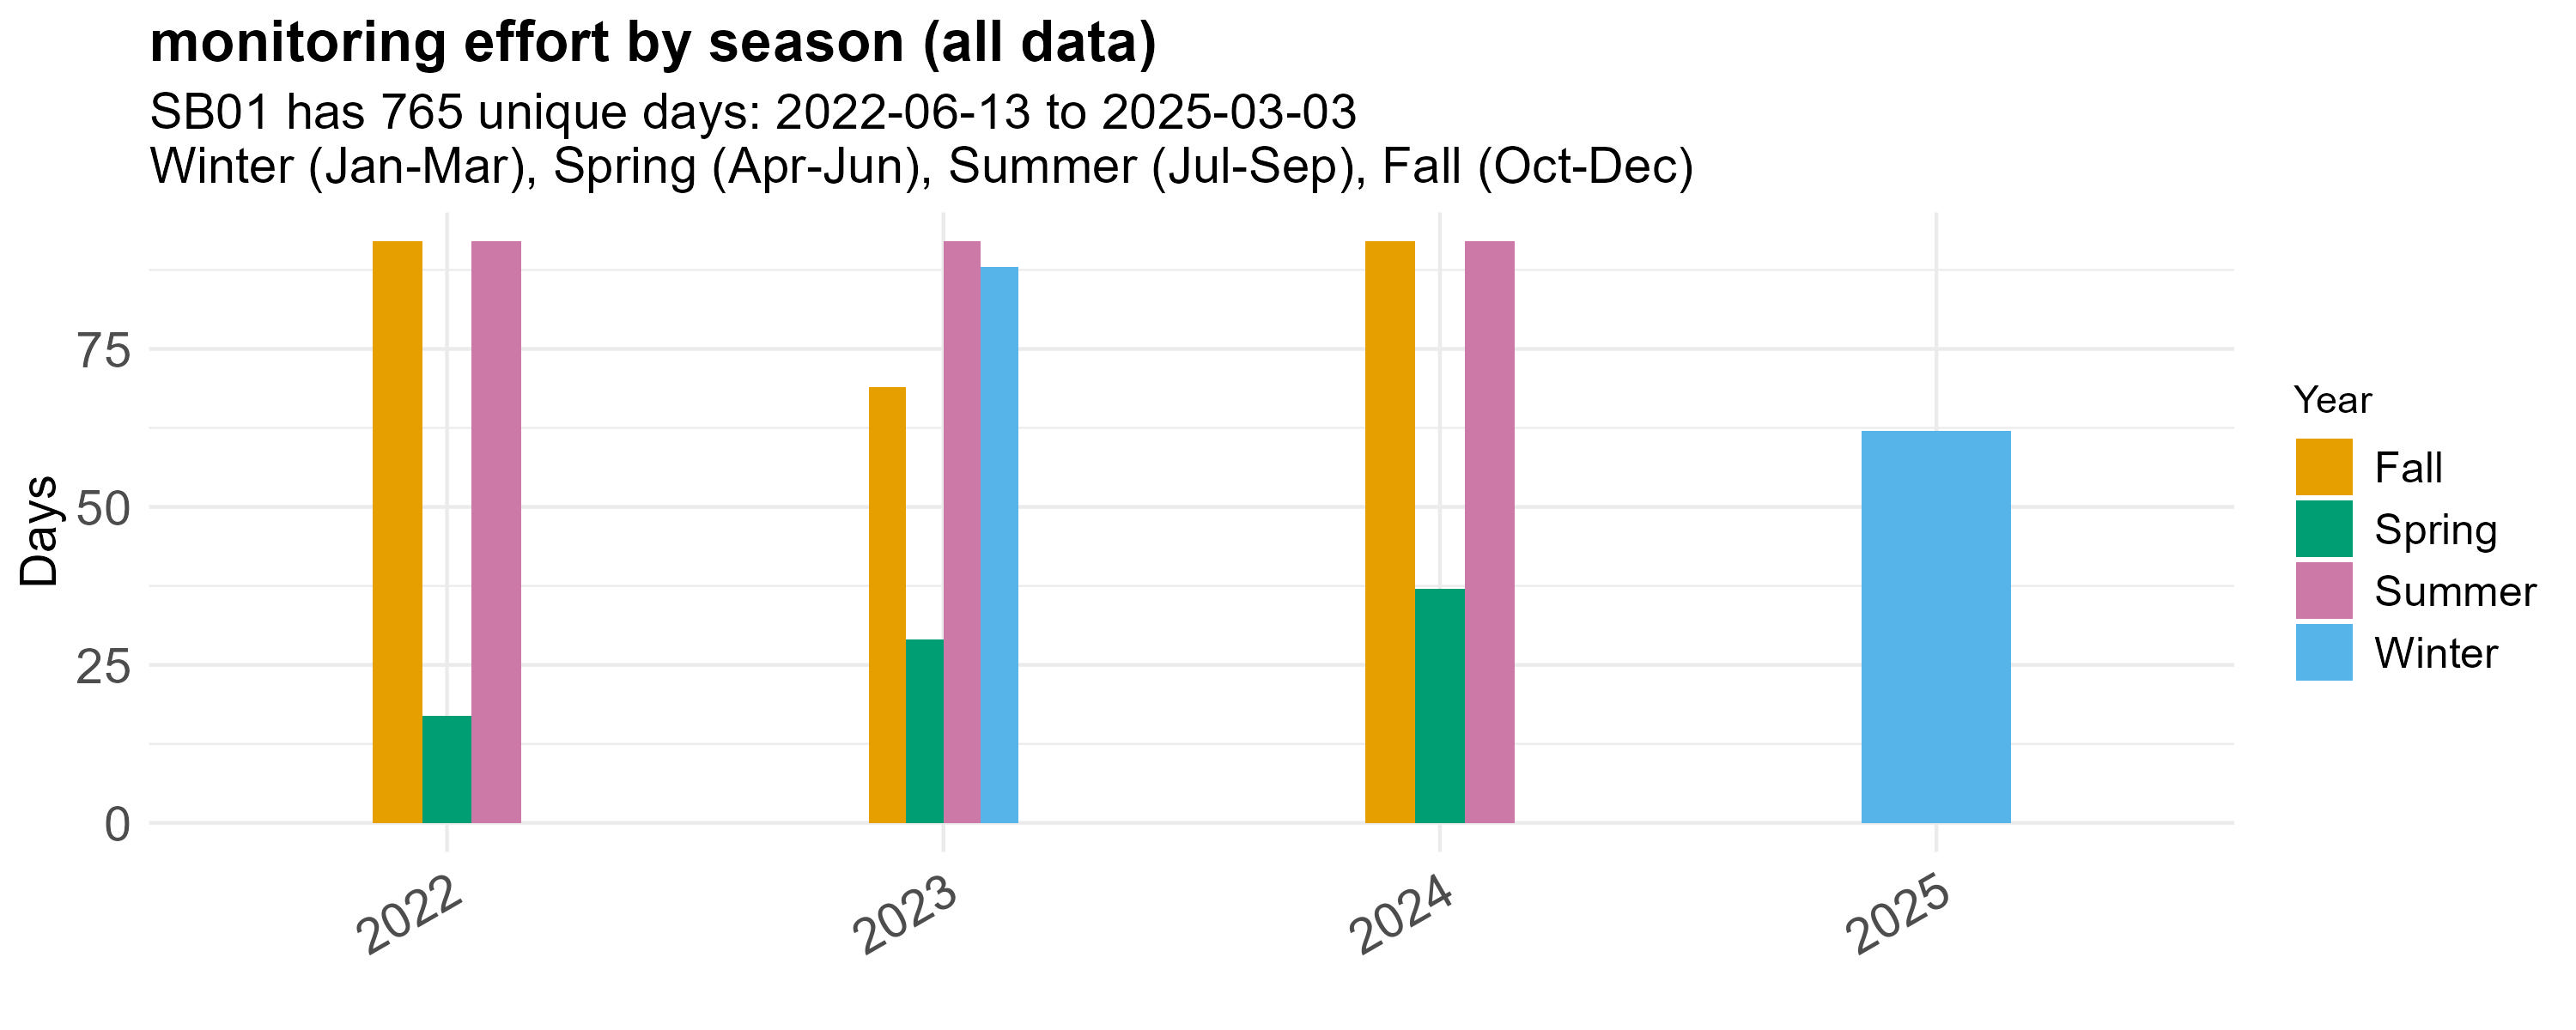 monitoring effort by season (all data)
SB01 has 765 unique days: 2022-06-13 to 2025-03-03
Winter (Jan-Mar), Spring (Apr-Jun), Summer (Jul-Sep), Fall (Oct-Dec)
Days
75
50
25
0
2022
2023
2024
2025
Year
Fall
Spring
Summer
Winter